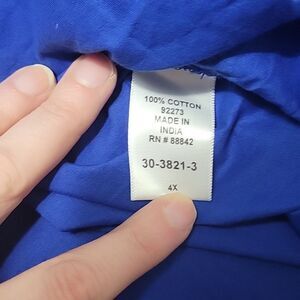 100% COTTON
92273
MADE IN
INDIA
RN # 88842
30-3821-3
4X